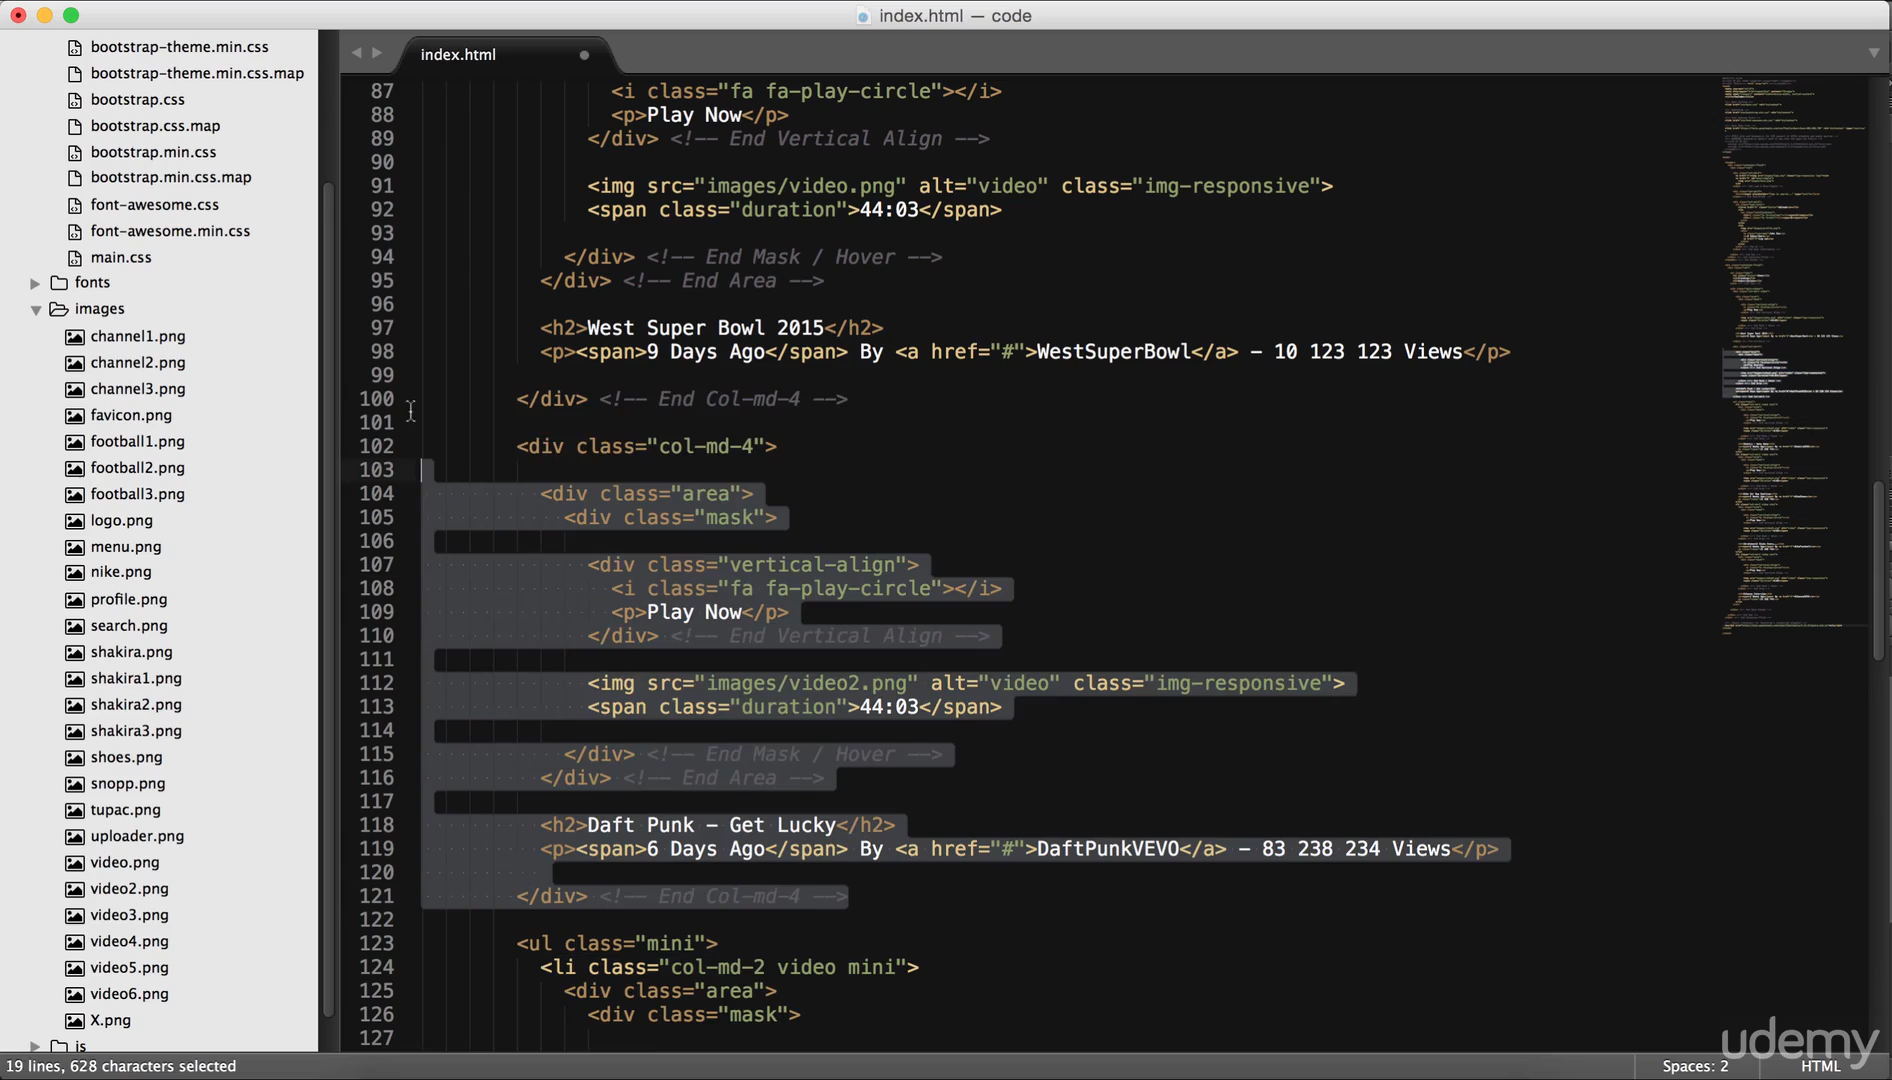 index.html — code
bootstrap-theme.min.css
bootstrap-theme.min.css.map
bootstrap.css
bootstrap.css.map
bootstrap.min.css
bootstrap.min.css.map
font-awesome.css
font-awesome.min.css
main.css
fonts
images
channel1.png
channel2.png
channel3.png
favicon.png
football1.png
football2.png
football3.png
logo.png
menu.png
nike.png
profile.png
search.png
shakira.png
shakira1.png
shakira2.png
shakira3.png
shoes.png
snopp.png
tupac.png
uploader.png
video.png
video2.png
video3.png
video4.png
video5.png
video6.png
X.png
js
index.html
87 <i class="fa fa-play-circle"></i>
88 <p>Play Now</p>
89 </div> <!-- End Vertical Align -->
90
91 <img src="images/video.png" alt="video" class="img-responsive">
92 <span class="duration">44:03</span>
93
94 </div> <!-- End Mask / Hover -->
95 </div> <!-- End Area -->
96
97 <h2>West Super Bowl 2015</h2>
98 <p><span>9 Days Ago</span> By <a href="#">WestSuperBowl</a> - 10 123 123 Views</p>
99
100 </div> <!-- End Col-md-4 -->
101
102 <div class="col-md-4">
103
104 <div class="area">
105 <div class="mask">
106
107 <div class="vertical-align">
108 <i class="fa fa-play-circle"></i>
109 <p>Play Now</p>
110 </div> <!-- End Vertical Align -->
111
112 <img src="images/video2.png" alt="video" class="img-responsive">
113 <span class="duration">44:03</span>
114
115 </div> <!-- End Mask / Hover -->
116 </div> <!-- End Area -->
117
118 <h2>Daft Punk - Get Lucky</h2>
119 <p><span>6 Days Ago</span> By <a href="#">DaftPunkVEVO</a> - 83 238 234 Views</p>
120
121 </div> <!-- End Col-md-4 -->
122
123 <ul class="mini">
124 <li class="col-md-2 video mini">
125 <div class="area">
126 <div class="mask">
127
udemy
19 lines, 628 characters selected
Spaces: 2
HTML